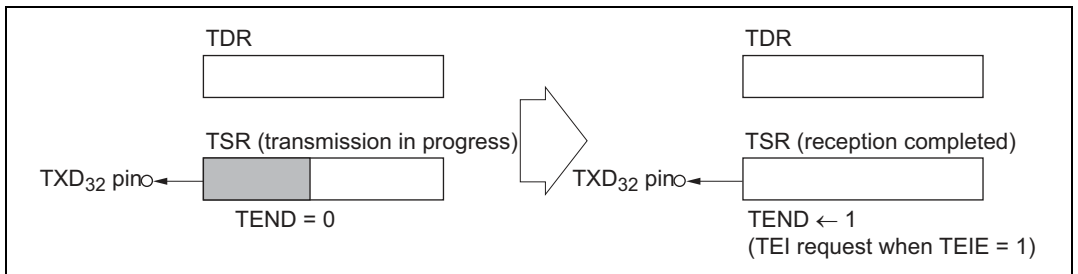 TDR
TSR (transmission in progress)
TXD32 pin
TEND = 0
TDR
TSR (reception completed)
TXD32 pin
TEND ← 1
(TEI request when TEIE = 1)